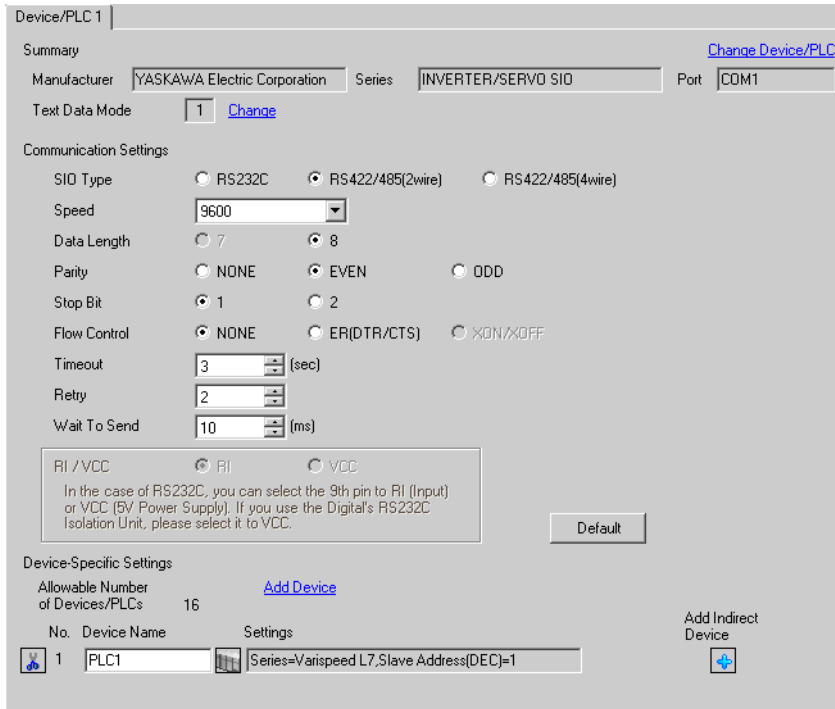 Device/PLC 1
Summary Change Device/PLC
Manufacturer YASKAWA Electric Corporation Series INVERTER/SERVO SIO Port COM1
Text Data Mode 1 Change
Communication Settings
SIO Type RS232C RS422/485(2wire) RS422/485(4wire)
Speed 9600
Data Length 7 8
Parity NONE EVEN ODD
Stop Bit 1 2
Flow Control NONE ER(DTR/CTS) XON/XOFF
Timeout 3 (sec)
Retry 2
Wait To Send 10 (ms)
RI / VCC RI VCC
In the case of RS232C, you can select the 9th pin to RI (Input)
or VCC (5V Power Supply). If you use the Digital's RS232C
Isolation Unit, please select it to VCC.
Default
Device-Specific Settings
Allowable Number Add Device
of Devices/PLCs 16
Add Indirect
No. Device Name Settings Device
1 PLC1 Series=Varispeed L7,Slave Address(DEC)=1